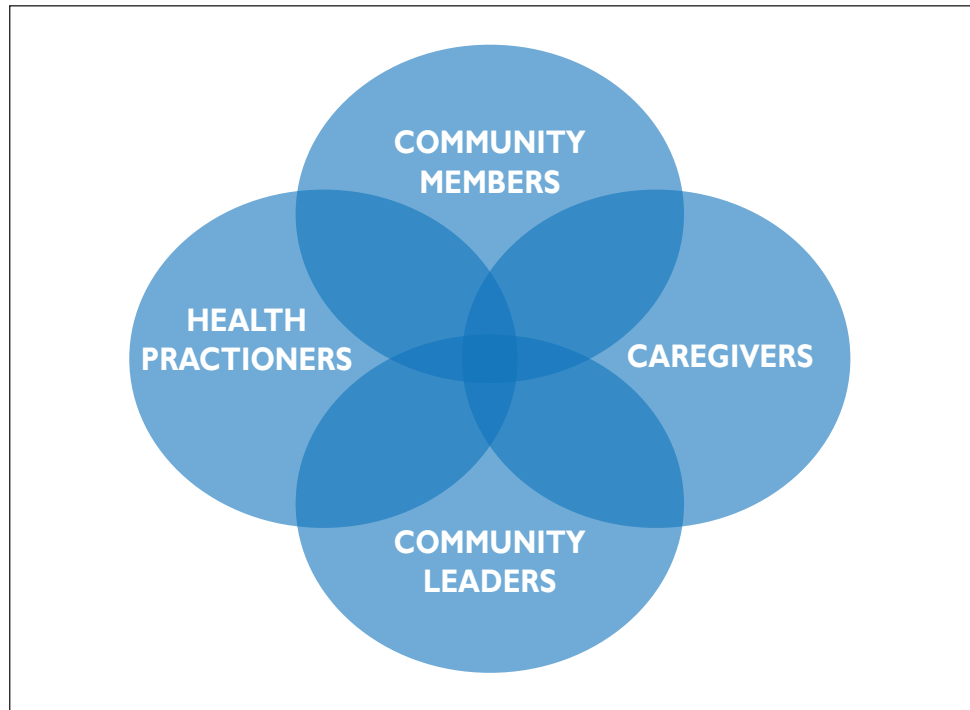 COMMUNITY
MEMBERS
HEALTH
PRACTIONERS
CAREGIVERS
COMMUNITY
LEADERS